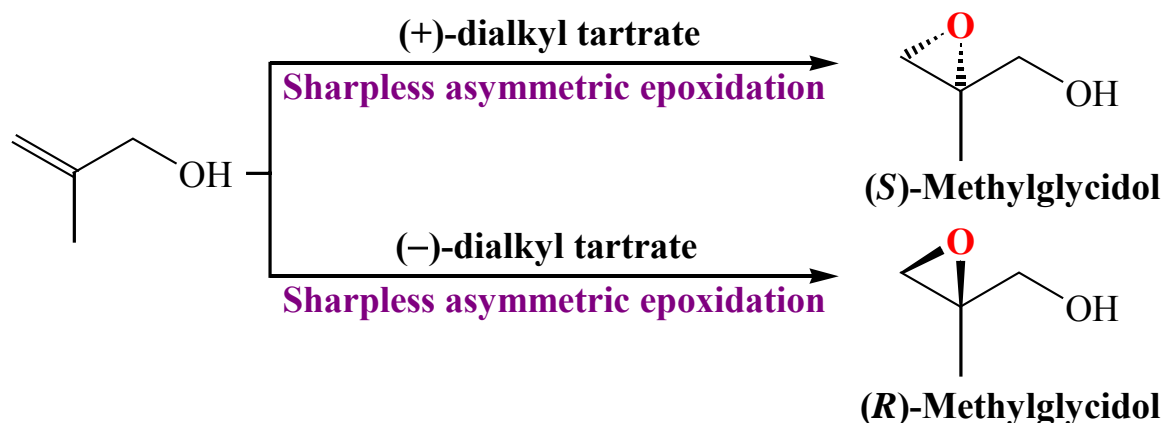 (+)-dialkyl tartrate
Sharpless asymmetric epoxidation
O
OH
(S)-Methylglycidol
OH
(−)-dialkyl tartrate
Sharpless asymmetric epoxidation
O
OH
(R)-Methylglycidol